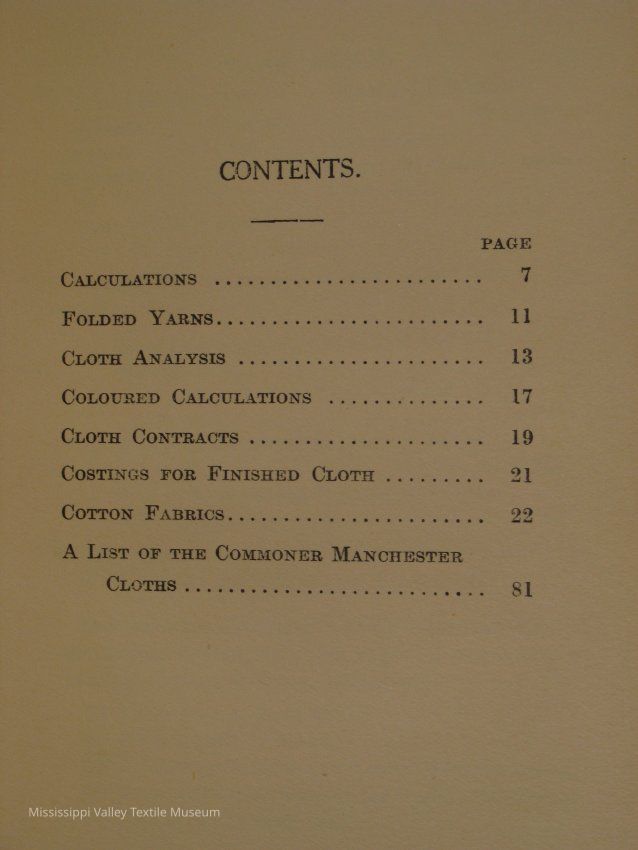 CONTENTS.
PAGE
CALCULATIONS ........................ 7
FOLDED YARNS........................ 11
CLOTH ANALYSIS ...................... 13
COLOURED CALCULATIONS .............. 17
CLOTH CONTRACTS ..................... 19
COSTINGS FOR FINISHED CLOTH ......... 21
COTTON FABRICS....................... 22
A LIST OF THE COMMONER MANCHESTER
CLOTHS ........................... 81
Mississippi Valley Textile Museum